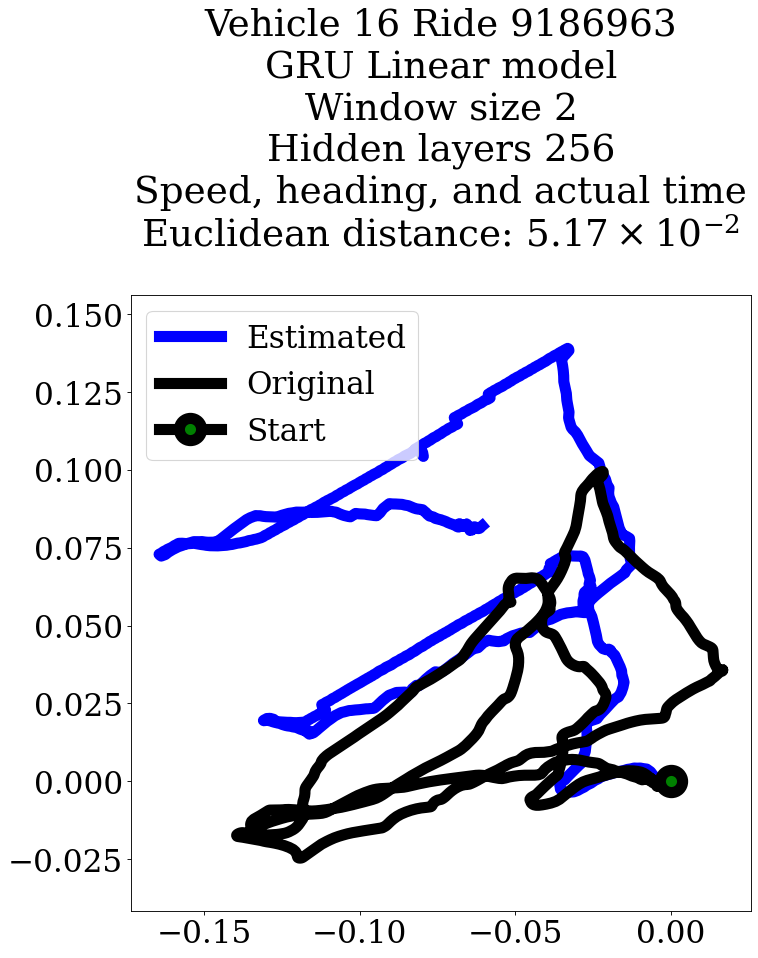 Vehicle 16 Ride 9186963
GRU Linear model
Window size 2
Hidden layers 256
Speed, heading, and actual time
Euclidean distance: 5.17 × 10⁻²
0.150
0.125
0.100
0.075
0.050
0.025
0.000
−0.025
Estimated
Original
Start
−0.15
−0.10
−0.05
0.00